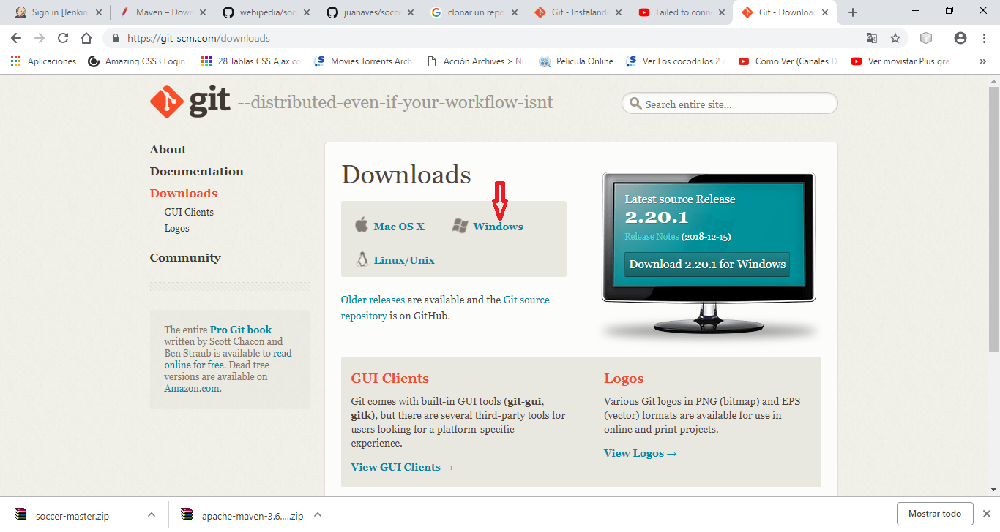 Sign in [Jenkin
Maven – Down
webipedia/soc
juanaves/socce
clonar un repo
Git - Instaland
Failed to conn
Git - Download
https://git-scm.com/downloads
Aplicaciones
Amazing CSS3 Login
28 Tablas CSS Ajax co
Movies Torrents Arch
Acción Archives > Nu
Pelicula Online
Ver Los cocodrilos 2 /
Como Ver (Canales D
Ver movistar Plus gra
»
git --distributed-even-if-your-workflow-isnt
Search entire site...
About
Documentation
Downloads
GUI Clients
Logos
Community
The entire Pro Git book
written by Scott Chacon and
Ben Straub is available to read
online for free. Dead tree
versions are available on
Amazon.com.
Downloads
Mac OS X
Windows
Linux/Unix
Older releases are available and the Git source
repository is on GitHub.
Latest source Release
2.20.1
Release Notes (2018-12-15)
Download 2.20.1 for Windows
GUI Clients
Git comes with built-in GUI tools (git-gui,
gitk), but there are several third-party tools for
users looking for a platform-specific
experience.
View GUI Clients →
Logos
Various Git logos in PNG (bitmap) and EPS
(vector) formats are available for use in
online and print projects.
View Logos →
soccer-master.zip
apache-maven-3.6.....zip
Mostrar todo